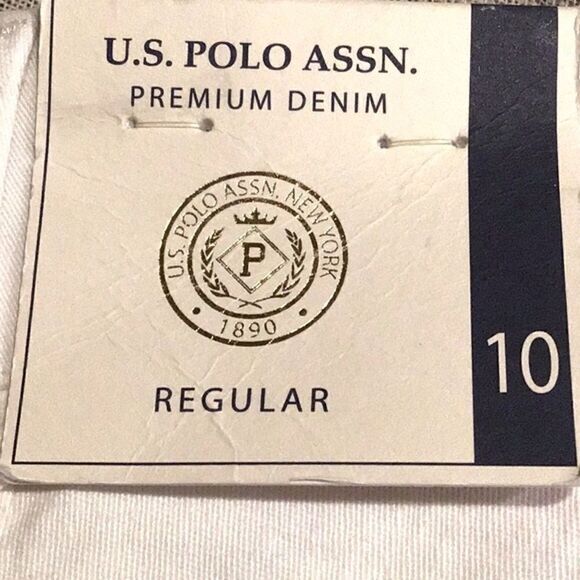 U.S. POLO ASSN.
PREMIUM DENIM
U.S. POLO ASSN. NEW YORK
P
• 1890 •
REGULAR
10